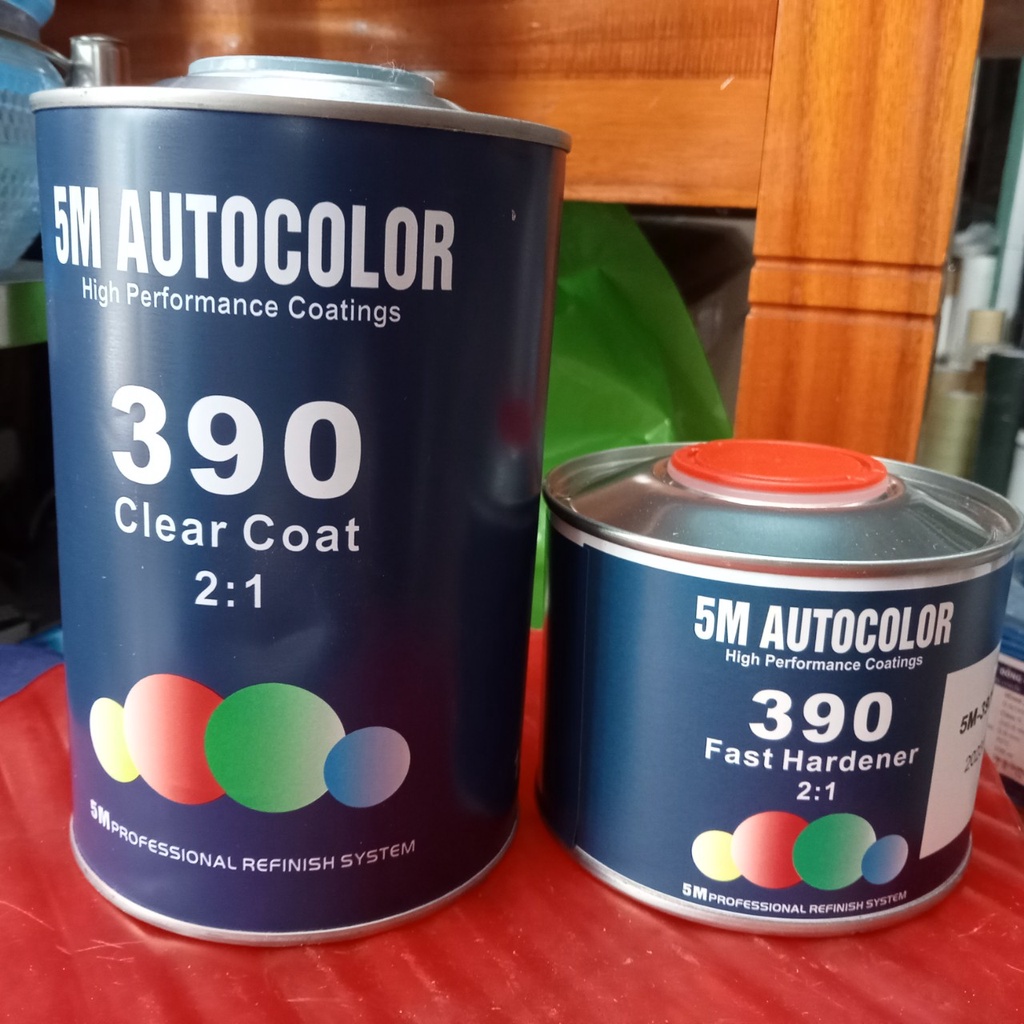 5M AUTOCOLOR
High Performance Coatings
390
Clear Coat
2:1
5M PROFESSIONAL REFINISH SYSTEM
5M AUTOCOLOR
High Performance Coatings
390
Fast Hardener
2:1
5M PROFESSIONAL REFINISH SYSTEM